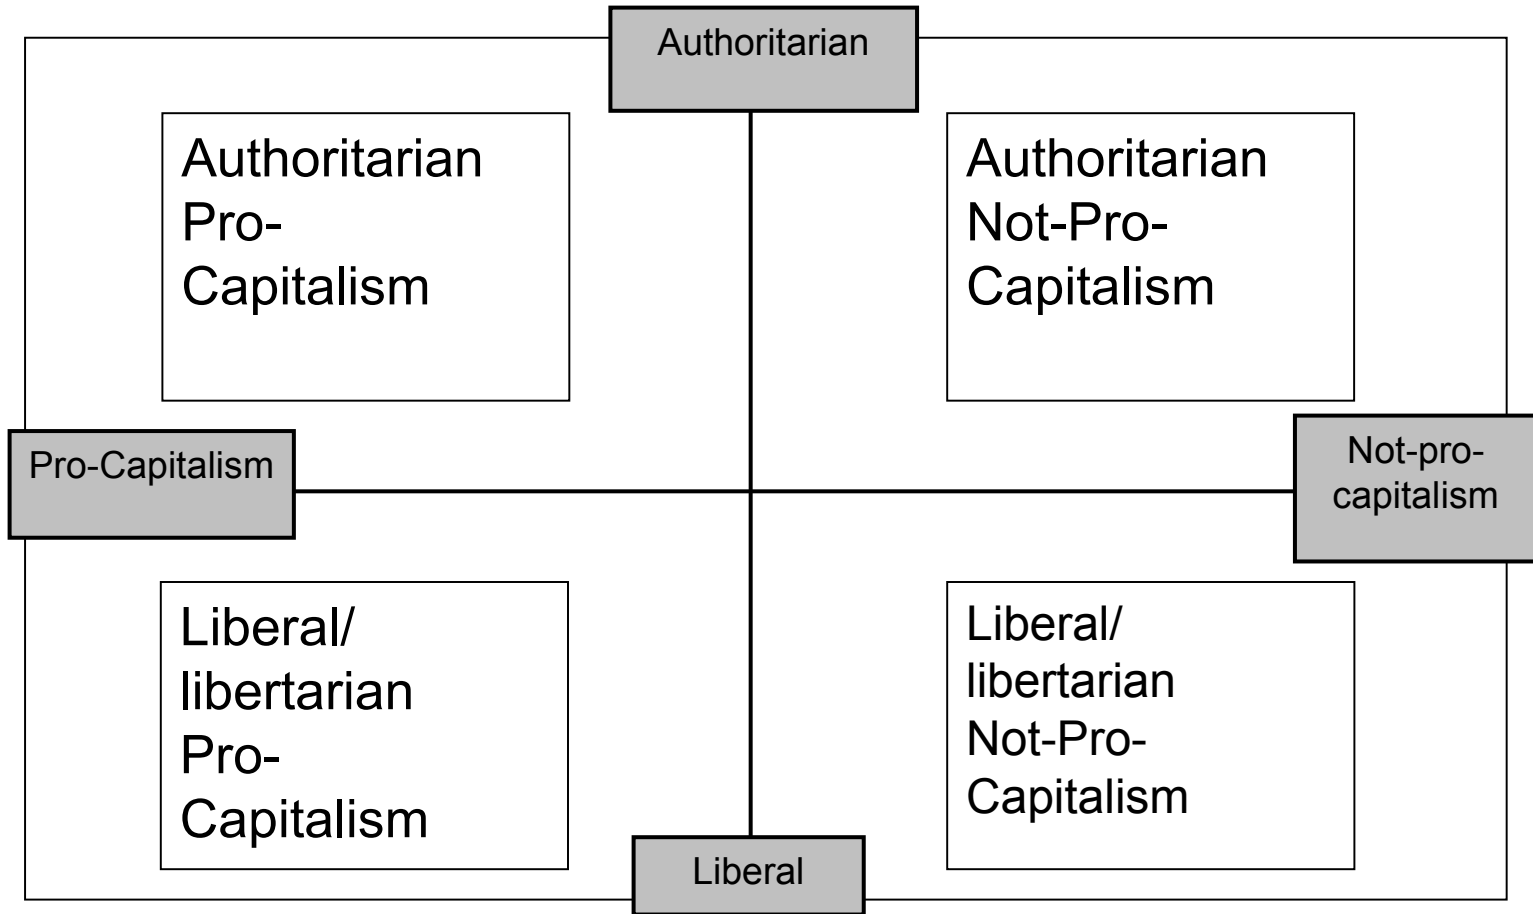 Authoritarian
Authoritarian
Pro-
Capitalism
Authoritarian
Not-Pro-
Capitalism
Pro-Capitalism
Not-pro-
capitalism
Liberal/
libertarian
Pro-
Capitalism
Liberal/
libertarian
Not-Pro-
Capitalism
Liberal